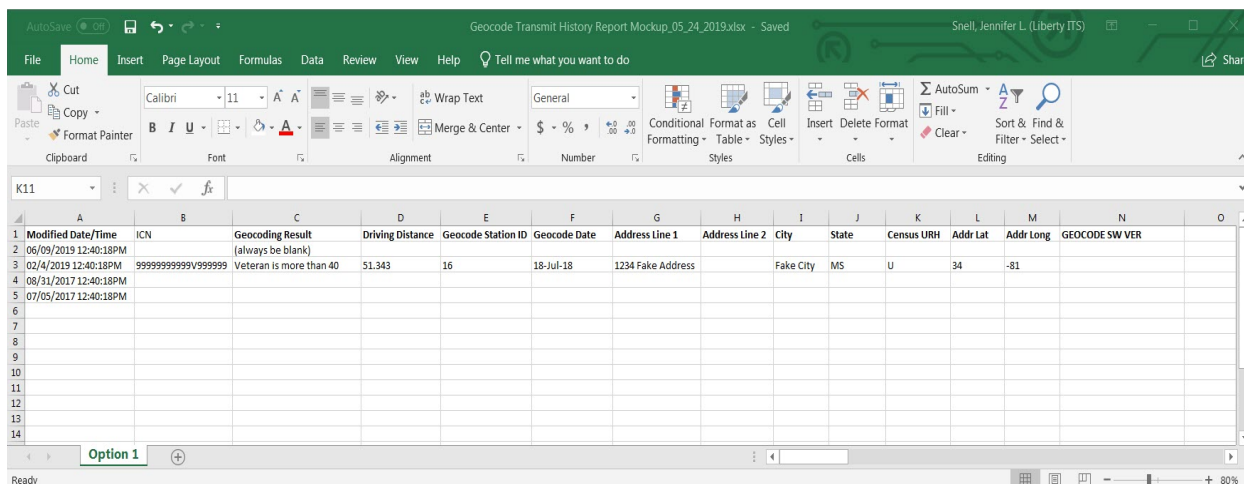 AutoSave Off Geocode Transmit History Report Mockup_05_24_2019.xlsx - Saved Snell, Jennifer L. (Liberty ITS)
File Home Insert Page Layout Formulas Data Review View Help Tell me what you want to do Shar
Paste Cut Copy Format Painter
Calibri 11 A A Wrap Text General
B I U A Merge & Center $ % , .0 .00 .00 .0
Conditional Formatting Format as Table Cell Styles Insert Delete Format
AutoSum Fill Clear Sort & Filter Find & Select
Clipboard Font Alignment Number Styles Cells Editing
K11 fx
A B C D E F G H I J K L M N O
1 Modified Date/Time ICN Geocoding Result Driving Distance Geocode Station ID Geocode Date Address Line 1 Address Line 2 City State Census URH Addr Lat Addr Long GEOCODE SW VER
2 06/09/2019 12:40:18PM (always be blank)
3 02/4/2019 12:40:18PM 9999999999V999999 Veteran is more than 40 51.343 16 18-Jul-18 1234 Fake Address Fake City MS U 34 -81
4 08/31/2017 12:40:18PM
5 07/05/2017 12:40:18PM
6
7
8
9
10
11
12
13
14
Option 1
Ready 80%